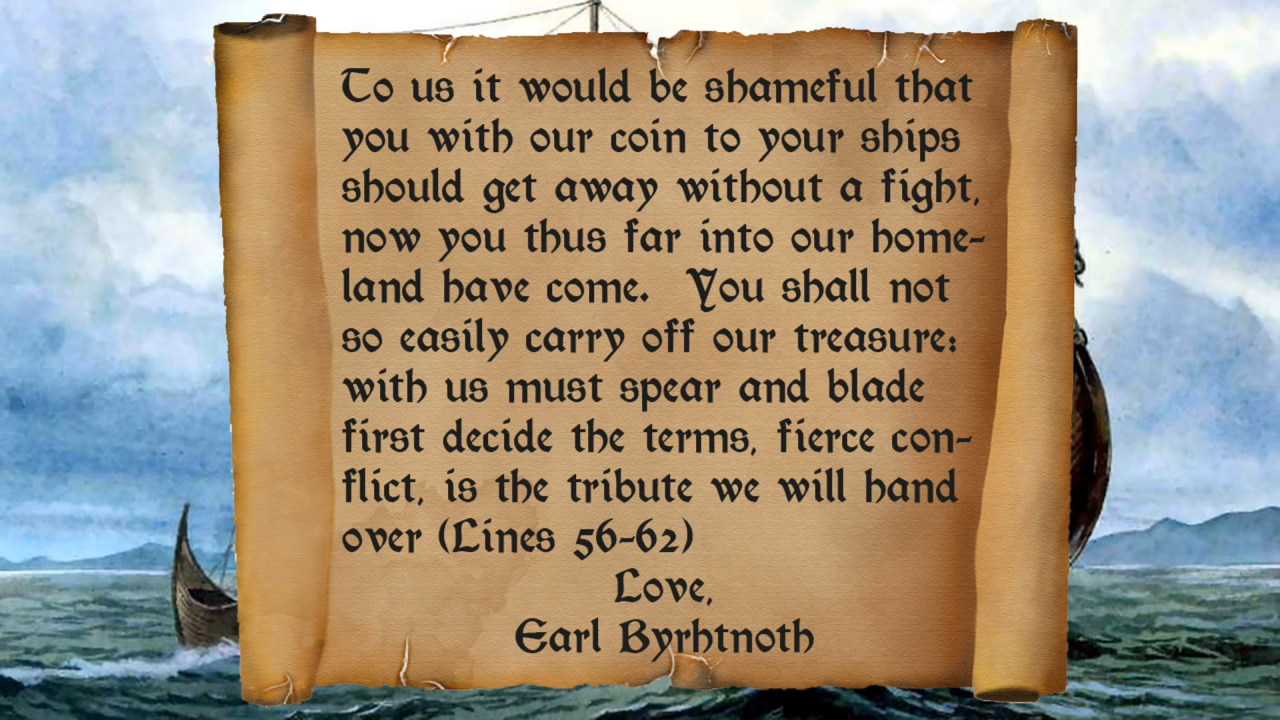 To us it would be shameful that
you with our coin to your ships
should get away without a fight,
now you thus far into our home-
land have come.  You shall not
so easily carry off our treasure:
with us must spear and blade
first decide the terms, fierce con-
flict, is the tribute we will hand
over (Lines 56-62)
Love,
Earl Byrhtnoth